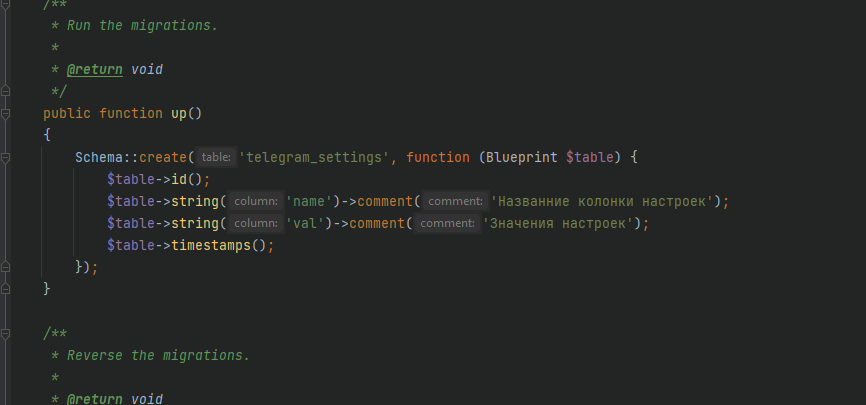 /**
* Run the migrations.
*
* @return void
*/
public function up()
{
Schema::create( table: 'telegram_settings', function (Blueprint $table) {
$table->id();
$table->string( column: 'name')->comment( comment: 'Названние колонки настроек');
$table->string( column: 'val')->comment( comment: 'Значения настроек');
$table->timestamps();
});
}
/**
* Reverse the migrations.
*
* @return void